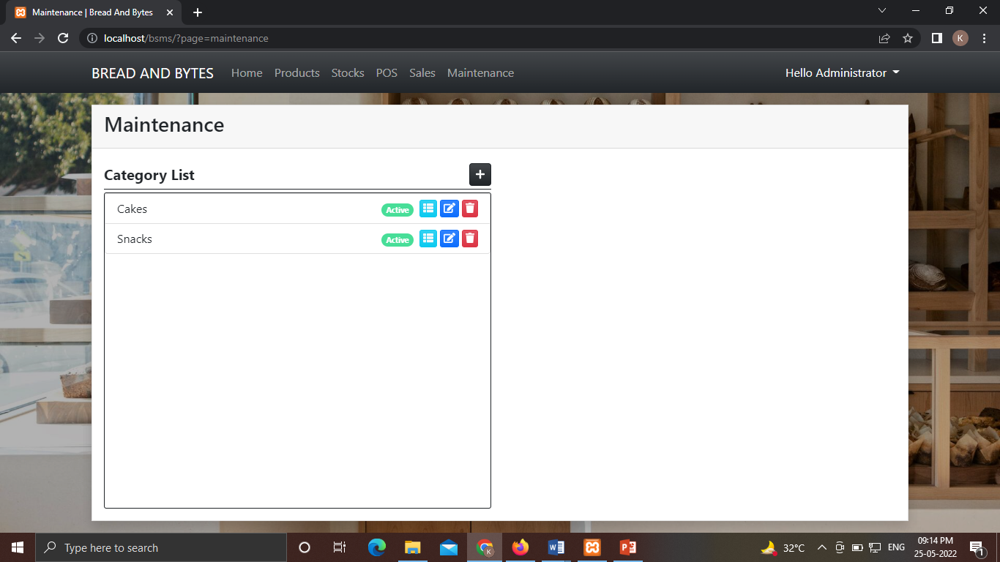 Maintenance | Bread And Bytes
localhost/bsms/?page=maintenance
K
BREAD AND BYTES Home Products Stocks POS Sales Maintenance Hello Administrator
Maintenance
Category List
Cakes Active
Snacks Active
Type here to search
K
32°C ENG 09:14 PM
25-05-2022
1